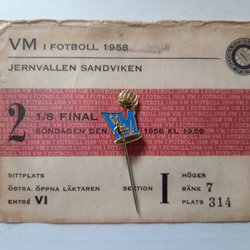 VM I FOTBOLL 1958
JERNVALLEN SANDVIKEN
2 1/8 FINAL
SÖNDAGEN DEN 1958 KL 19.00
VM
SITTPLATS
ÖSTRA. ÖPPNA LÄKTAREN
ENTRÉ VI
SEKTION I
HÖGER
BÄNK 7
PLATS 314